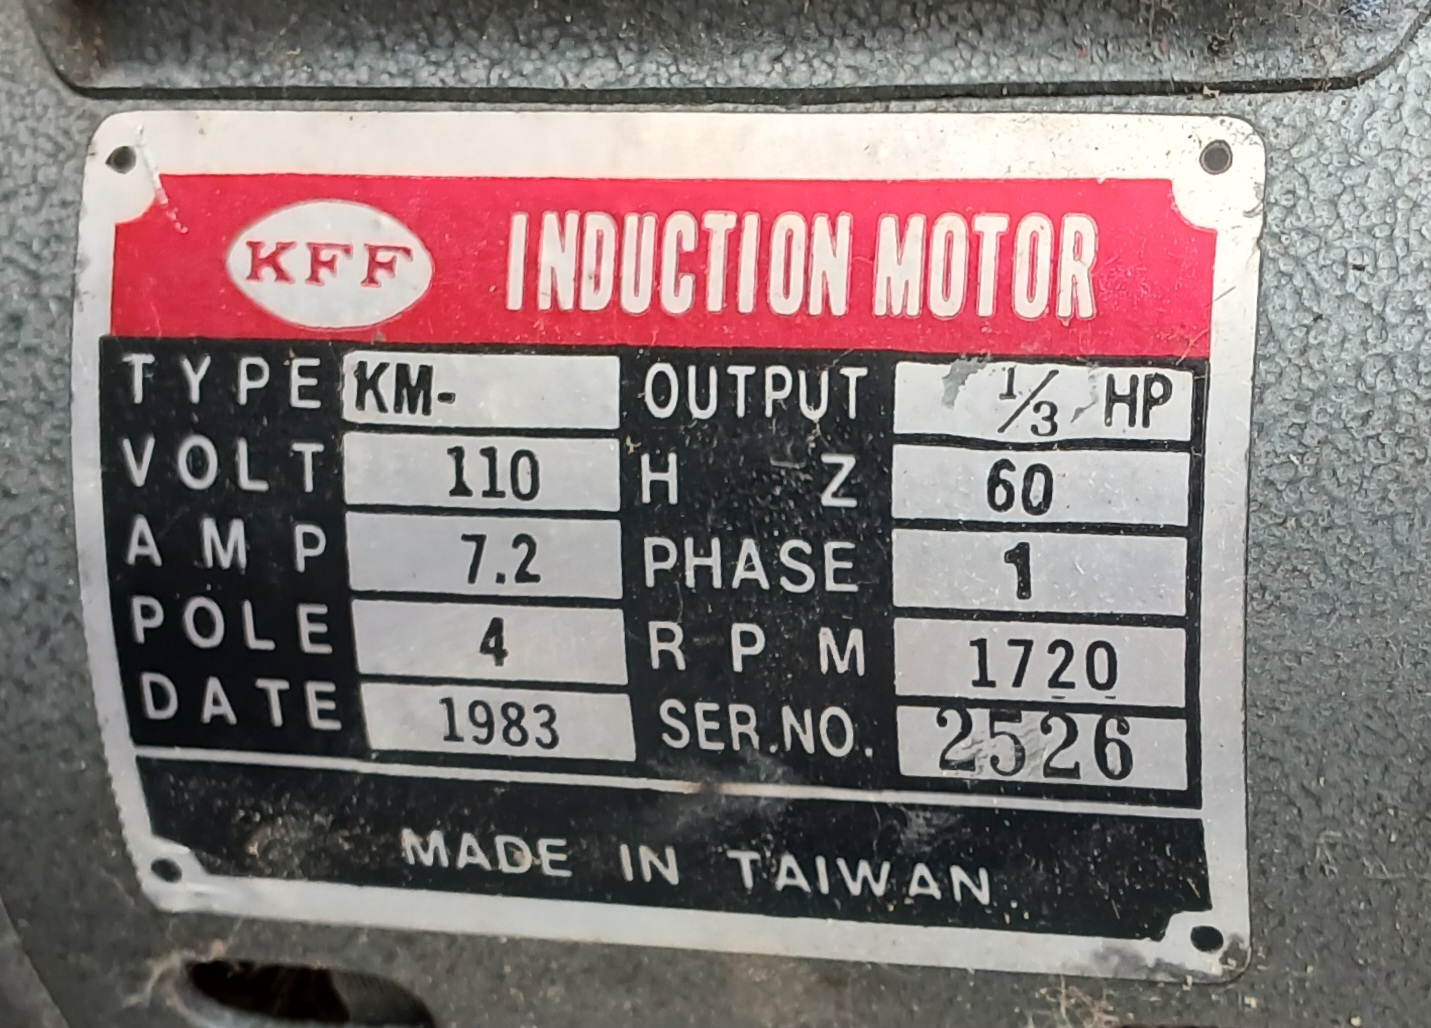 KFF INDUCTION MOTOR
TYPE KM- OUTPUT 1/3 HP
VOLT 110 HZ 60
AMP 7.2 PHASE 1
POLE 4 RPM 1720
DATE 1983 SER.NO. 2526
MADE IN TAIWAN